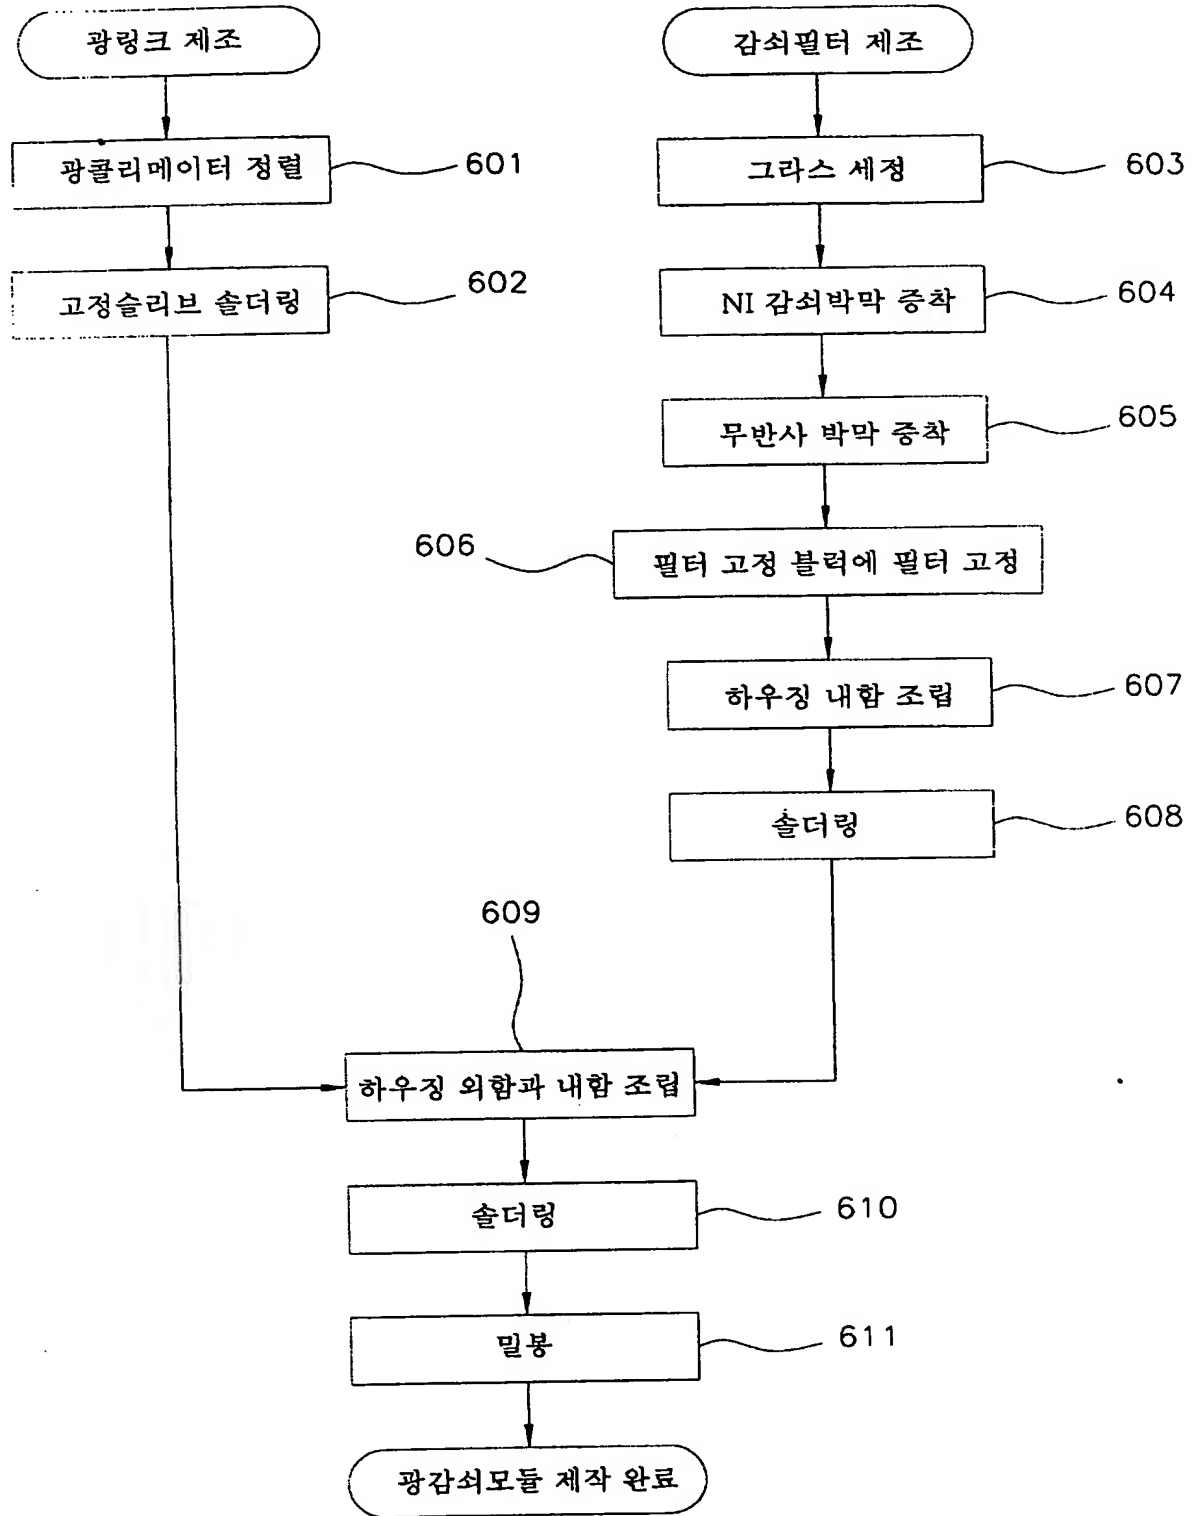 광링크 제조
감쇠필터 제조
광콜리메이터 정렬
601
그라스 세정
603
고정슬리브 솔더링
602
NI 감쇠박막 증착
604
무반사 박막 증착
605
606
필터 고정 블럭에 필터 고정
하우징 내함 조립
607
솔더링
608
609
하우징 외함과 내함 조립
솔더링
610
밀봉
611
광감쇠모듈 제작 완료